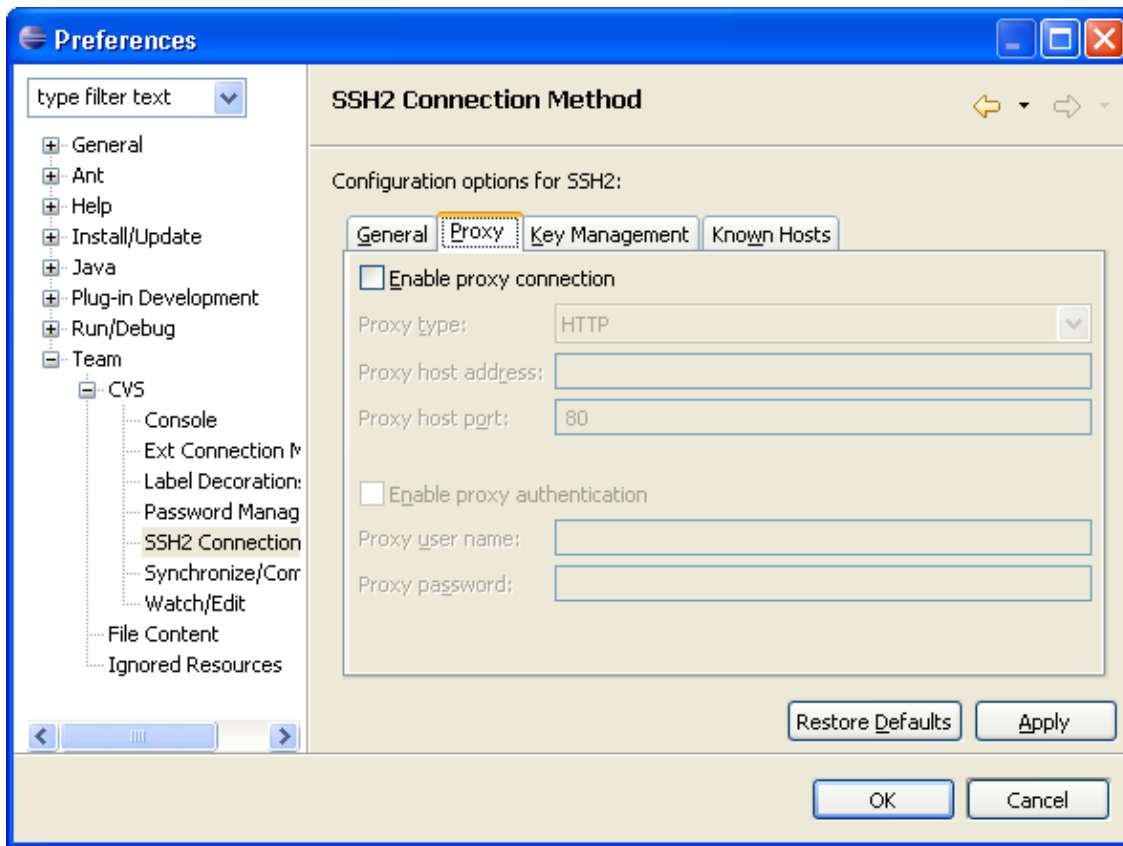 Preferences
type filter text
General
Ant
Help
Install/Update
Java
Plug-in Development
Run/Debug
Team
CVS
Console
Ext Connection M
Label Decorations
Password Manag
SSH2 Connection
Synchronize/Com
Watch/Edit
File Content
Ignored Resources
SSH2 Connection Method
Configuration options for SSH2:
General Proxy Key Management Known Hosts
Enable proxy connection
Proxy type: HTTP
Proxy host address:
Proxy host port: 80
Enable proxy authentication
Proxy user name:
Proxy password:
Restore Defaults Apply
OK Cancel